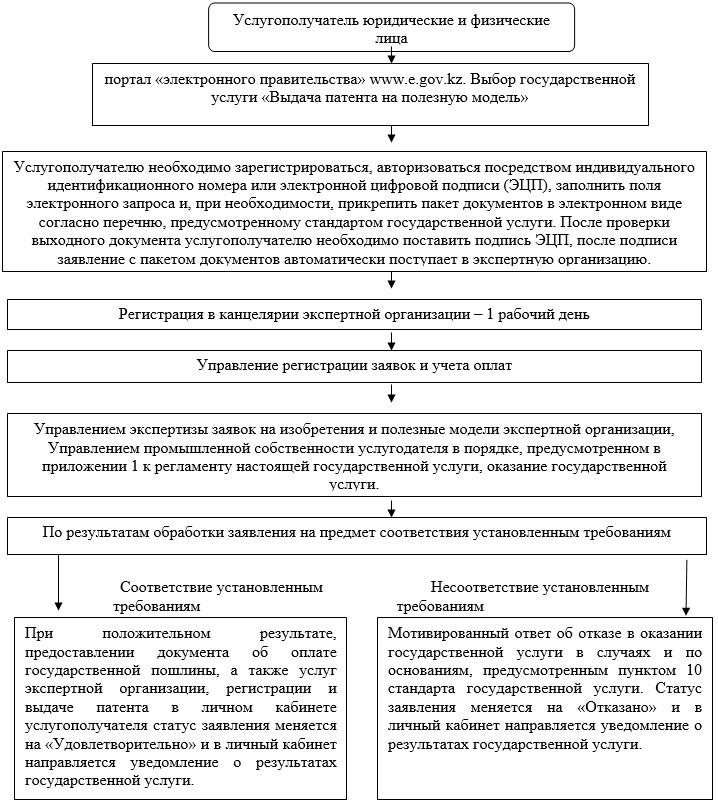 Услугополучатель юридические и физические
лица
портал «электронного правительства» www.e.gov.kz. Выбор государственной
услуги «Выдача патента на полезную модель»
Услугополучателю необходимо зарегистрироваться, авторизоваться посредством индивидуального
идентификационного номера или электронной цифровой подписи (ЭЦП), заполнить поля
электронного запроса и, при необходимости, прикрепить пакет документов в электронном виде
согласно перечню, предусмотренному стандартом государственной услуги. После проверки
выходного документа услугополучателю необходимо поставить подпись ЭЦП, после подписи
заявление с пакетом документов автоматически поступает в экспертную организацию.
Регистрация в канцелярии экспертной организации – 1 рабочий день
Управление регистрации заявок и учета оплат
Управлением экспертизы заявок на изобретения и полезные модели экспертной организации,
Управлением промышленной собственности услугодателя в порядке, предусмотренном в
приложении 1 к регламенту настоящей государственной услуги, оказание государственной
услуги.
По результатам обработки заявления на предмет соответствия установленным требованиям
Соответствие установленным
требованиям
При положительном результате,
предоставлении документа об оплате
государственной пошлины, а также услуг
экспертной организации, регистрации и
выдаче патента в личном кабинете
услугополучателя статус заявления меняется
на «Удовлетворительно» и в личный кабинет
направляется уведомление о результатах
государственной услуги.
Несоответствие установленным
требованиям
Мотивированный ответ об отказе в оказании
государственной услуги в случаях и по
основаниям, предусмотренным пунктом 10
стандарта государственной услуги. Статус
заявления меняется на «Отказано» и в
личный кабинет направляется уведомление о
результатах государственной услуги.